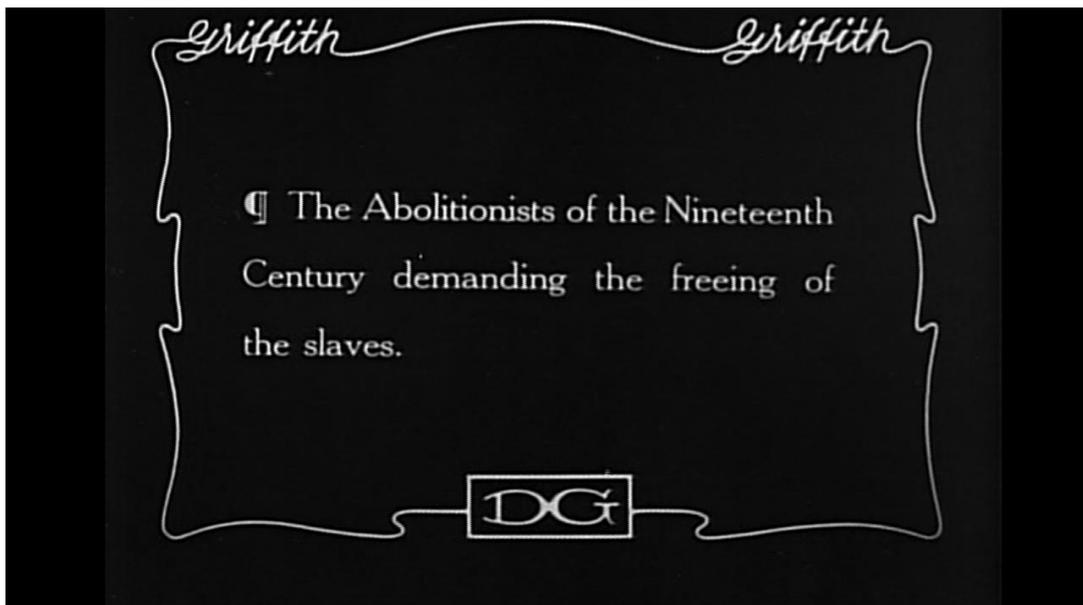 Griffith Griffith
¶ The Abolitionists of the Nineteenth
Century demanding the freeing of
the slaves.
DG